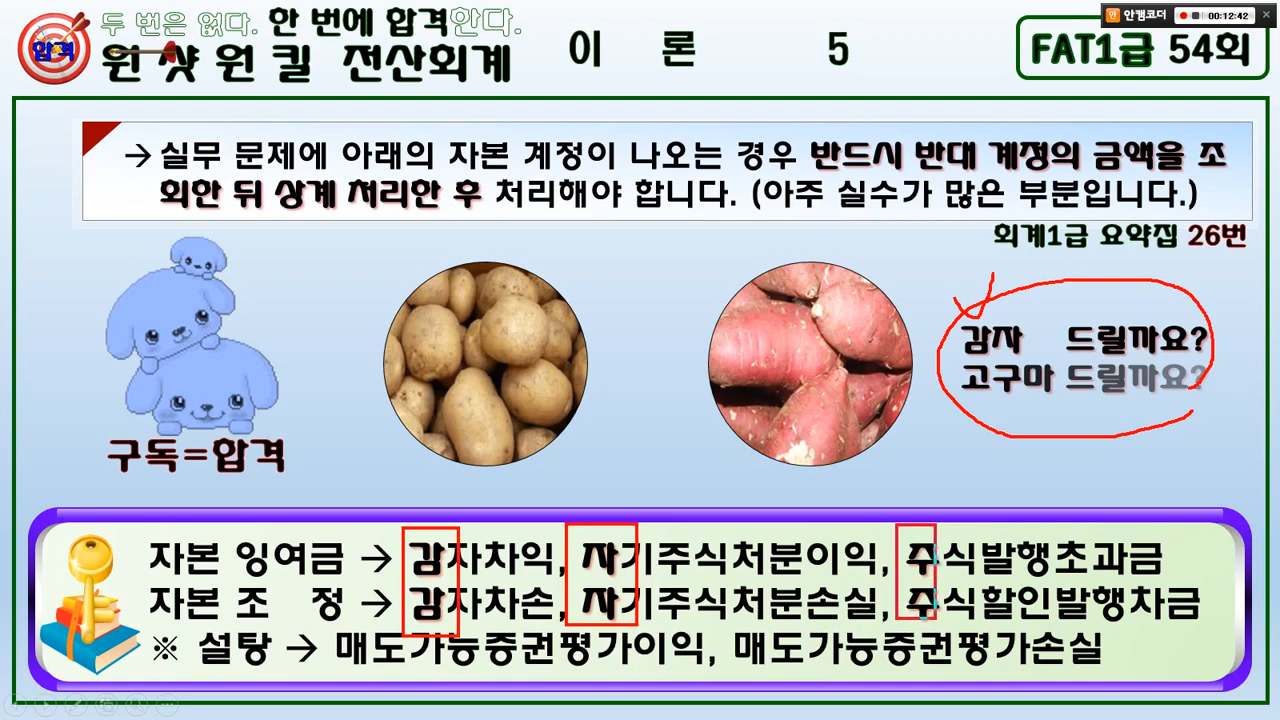 두 번은 없다. 한 번에 합격한다.
합격
원 샷 원 킬 전산회계
이 론 5
FAT1급 54회
안캠코더
00:12:42
→ 실무 문제에 아래의 자본 계정이 나오는 경우 반드시 반대 계정의 금액을 조
회한 뒤 상계 처리한 후 처리해야 합니다. (아주 실수가 많은 부분입니다.)
회계1급 요약집 26번
감자 드릴까요?
고구마 드릴까요?
구독=합격
자본 잉여금 → 감자차익, 자기주식처분이익, 주식발행초과금
자본 조 정 → 감자차손, 자기주식처분손실, 주식할인발행차금
※ 설탕 → 매도가능증권평가이익, 매도가능증권평가손실